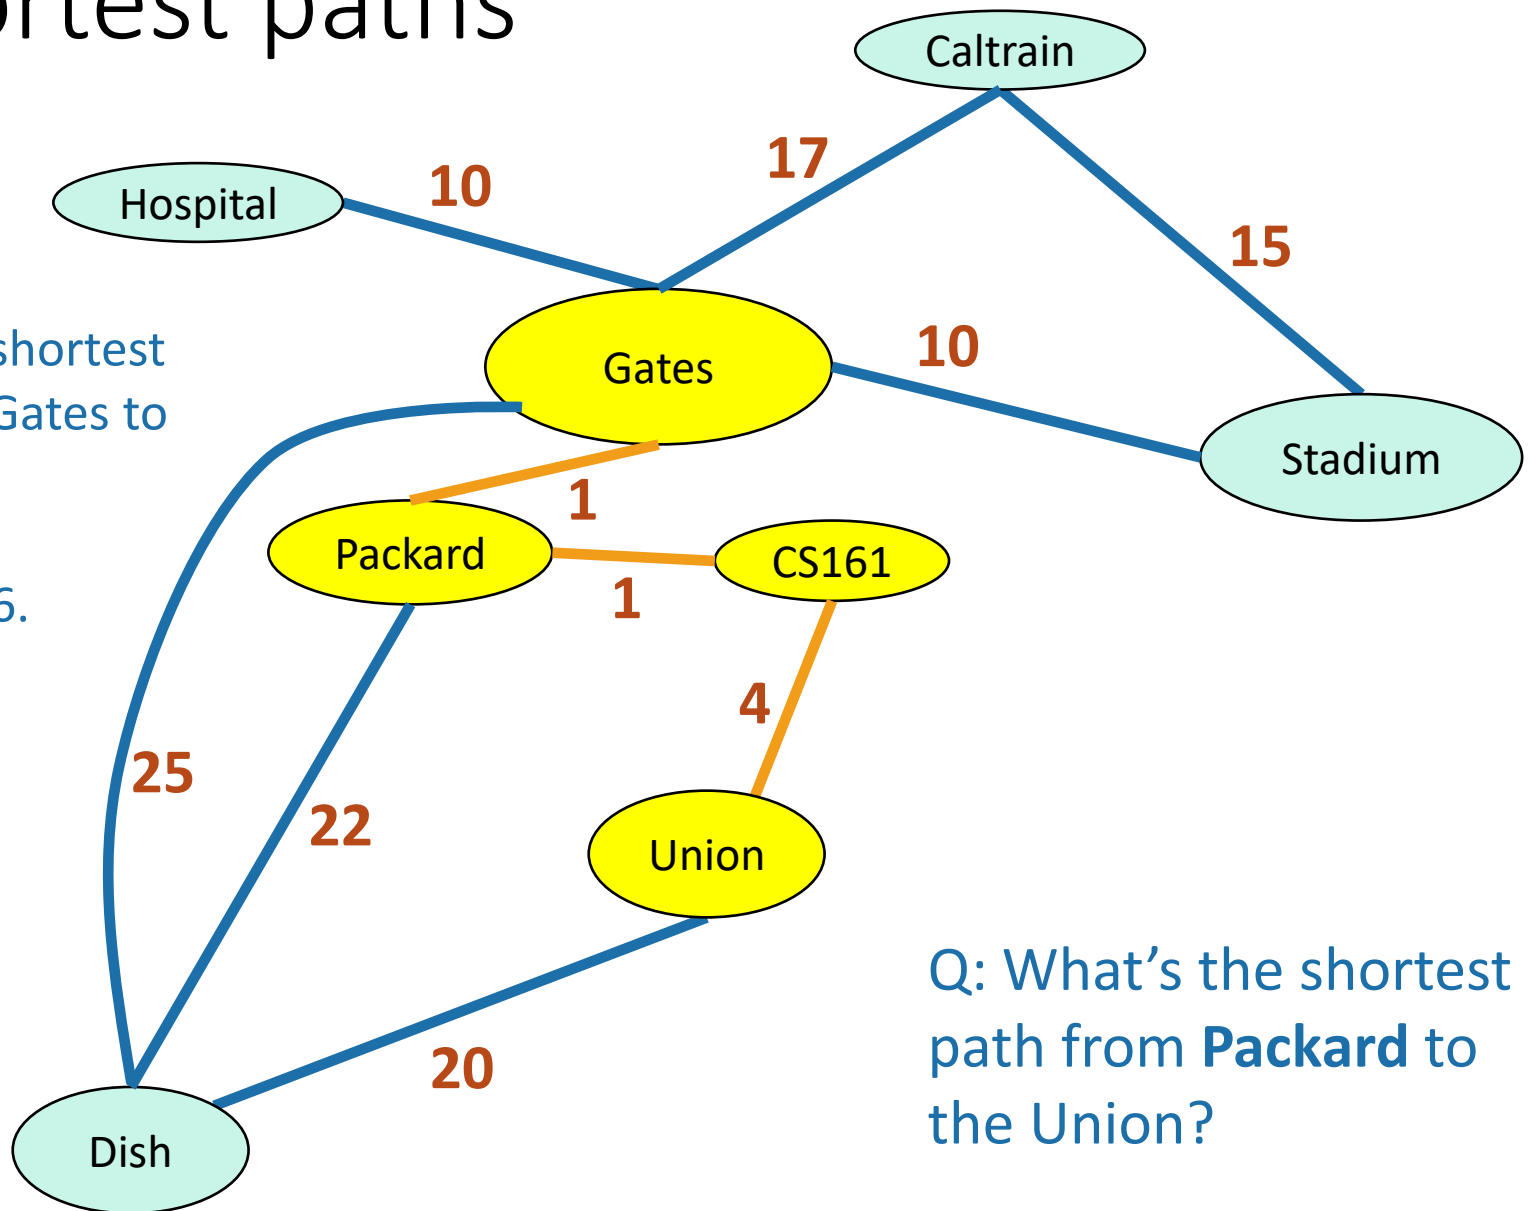 rtest paths
Caltrain
17
10
Hospital
15
shortest
Gates
10
Gates to
Stadium
1
Packard
CS161
6.
1
4
25
22
Union
Q: What’s the shortest
path from Packard to
20
the Union?
Dish